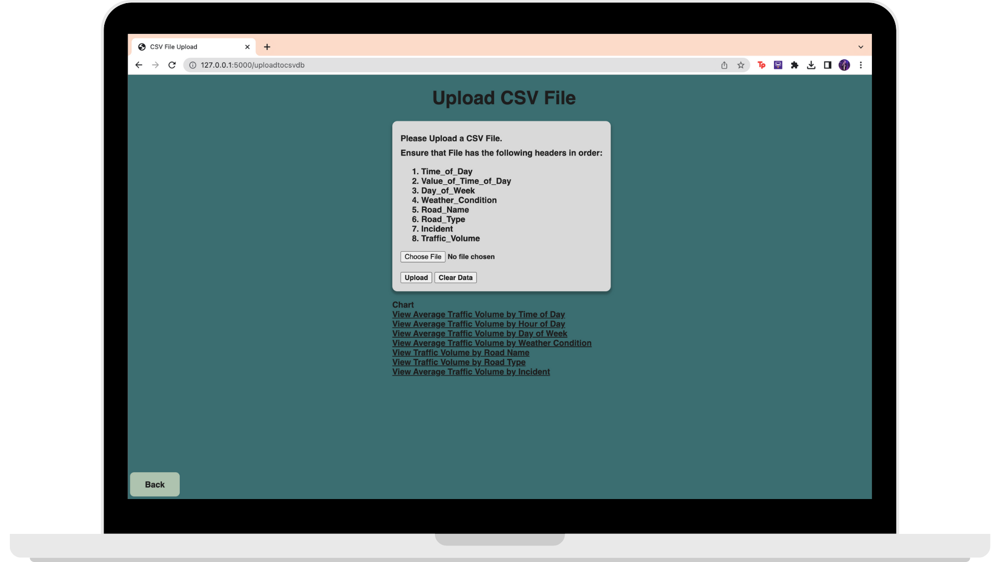 CSV File Upload
127.0.0.1:5000/uploadtocsvdb
Tp
Upload CSV File
Please Upload a CSV File.
Ensure that File has the following headers in order:
1. Time_of_Day
2. Value_of_Time_of_Day
3. Day_of_Week
4. Weather_Condition
5. Road_Name
6. Road_Type
7. Incident
8. Traffic_Volume
Choose File No file chosen
Upload Clear Data
Chart
View Average Traffic Volume by Time of Day
View Average Traffic Volume by Hour of Day
View Average Traffic Volume by Day of Week
View Average Traffic Volume by Weather Condition
View Traffic Volume by Road Name
View Traffic Volume by Road Type
View Average Traffic Volume by Incident
Back